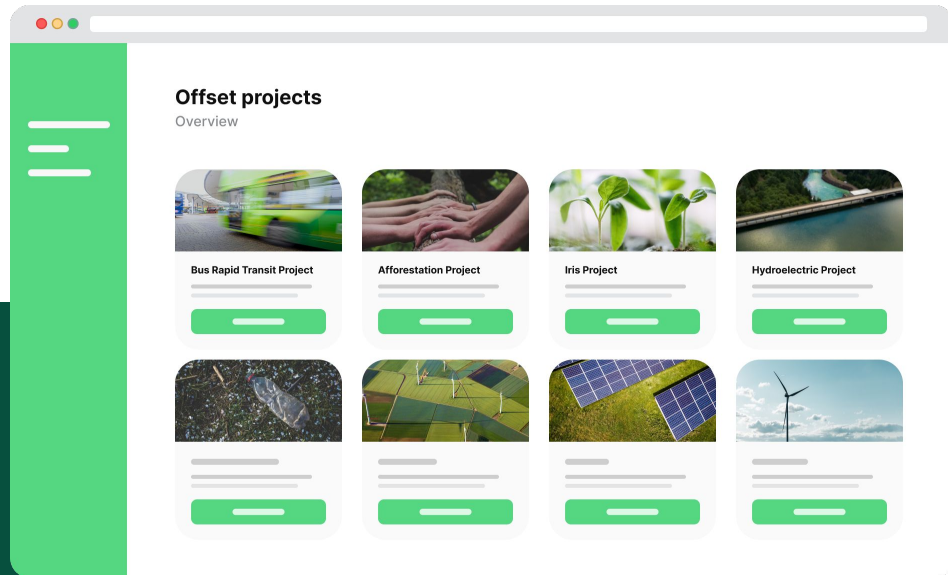 Offset projects
Overview
Bus Rapid Transit Project
Afforestation Project
Iris Project
Hydroelectric Project